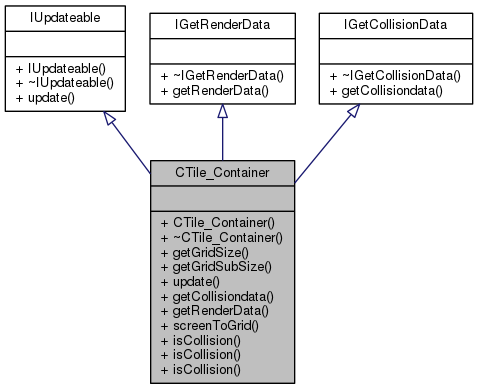 IUpdateable
+ IUpdateable()
+ ~IUpdateable()
+ update()
IGetRenderData
+ ~IGetRenderData()
+ getRenderData()
IGetCollisionData
+ ~IGetCollisionData()
+ getCollisiondata()
CTile_Container
+ CTile_Container()
+ ~CTile_Container()
+ getGridSize()
+ getGridSubSize()
+ update()
+ getCollisiondata()
+ getRenderData()
+ screenToGrid()
+ isCollision()
+ isCollision()
+ isCollision()